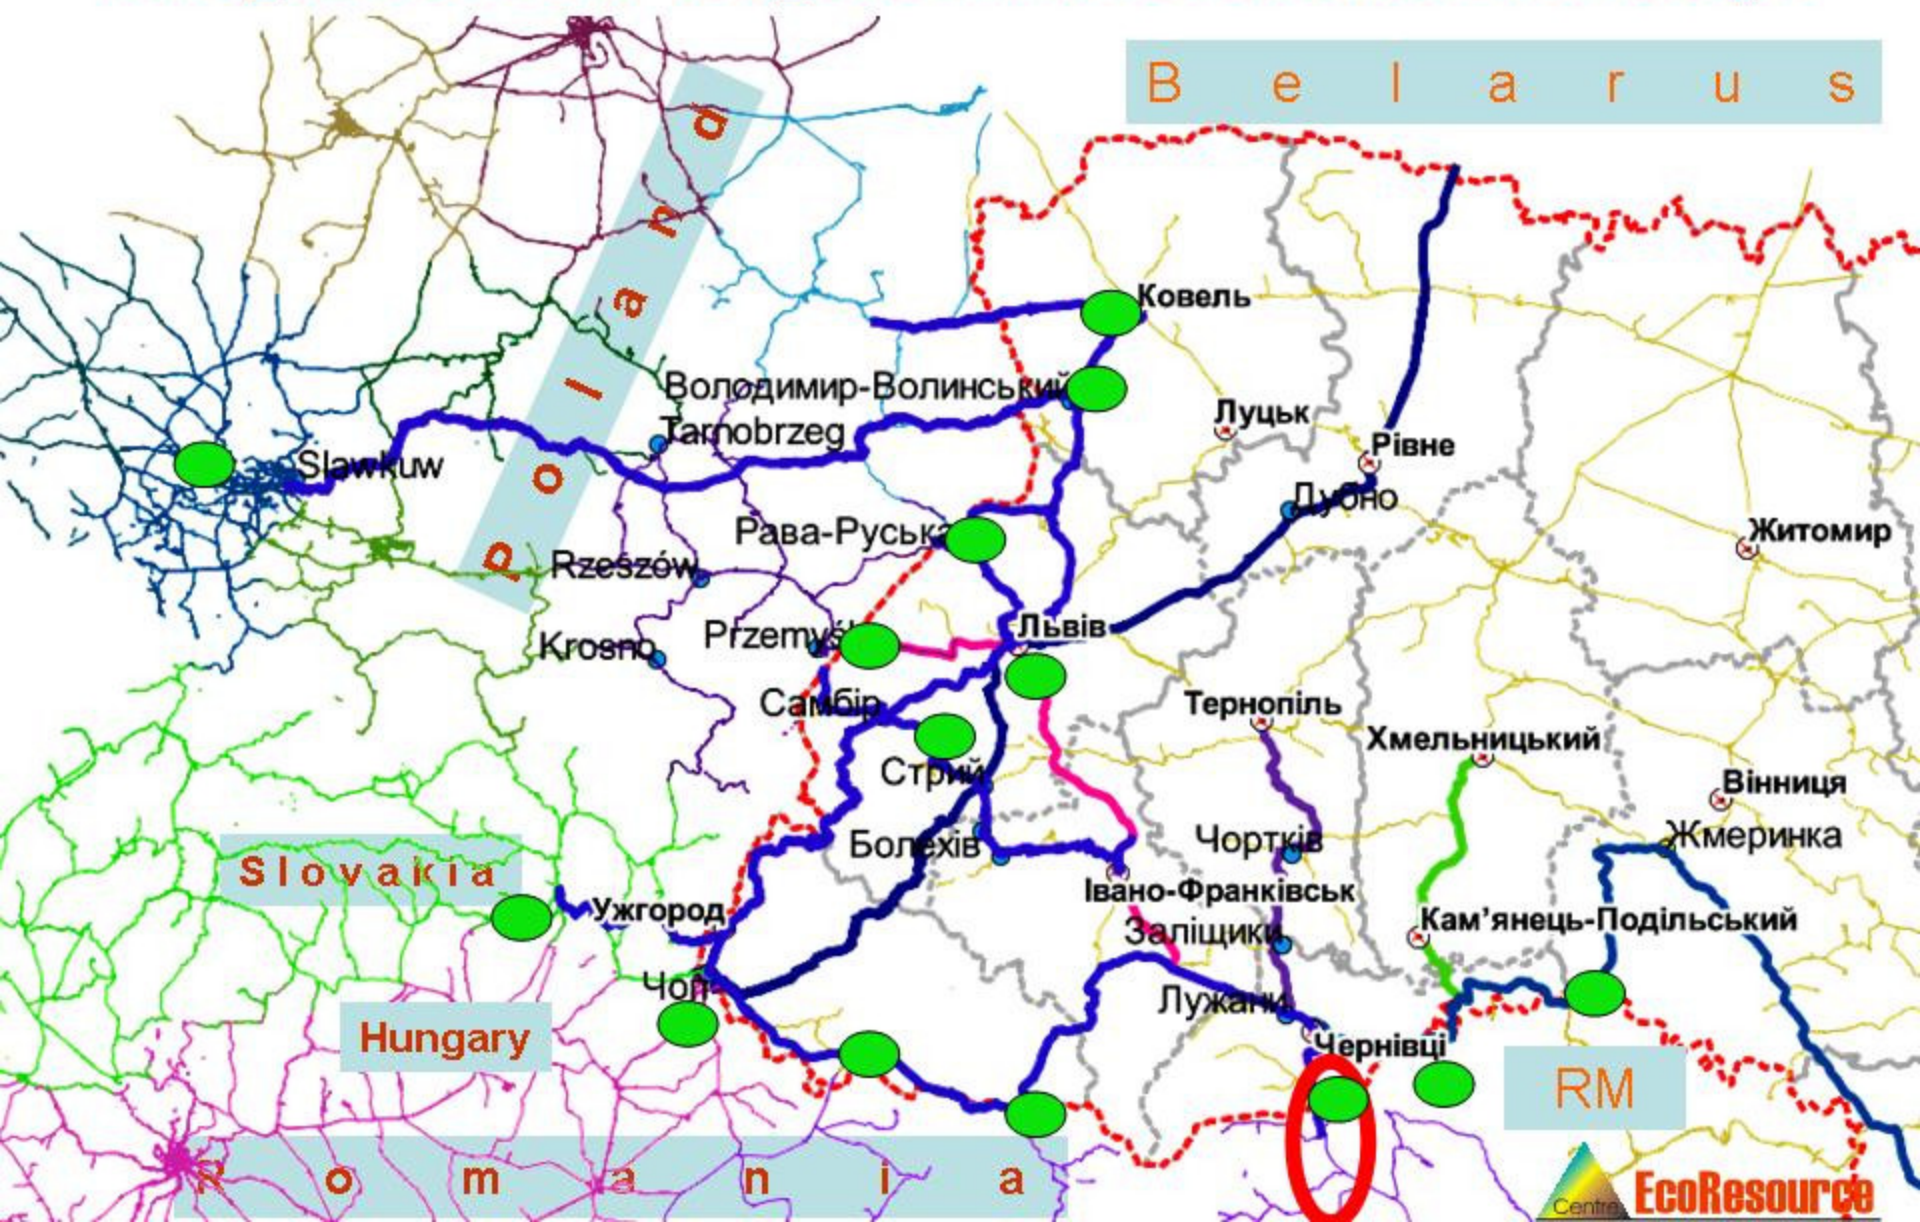 Belarus
Poland
Ковель
Володимир-Волинський
Луцьк
Tarnobrzeg
Рівне
Slawkuw
Дубно
Рава-Руська
Житомир
Rzeszów
Львів
Przemyśl
Krosno
Самбір
Тернопіль
Хмельницький
Стрий
Вінниця
Чортків
Жмеринка
Болехів
Slovakia
Івано-Франківськ
Ужгород
Кам’янець-Подільський
Заліщики
Чоп
Лужани
Hungary
Чернівці
RM
Romania
Centre
EcoResource